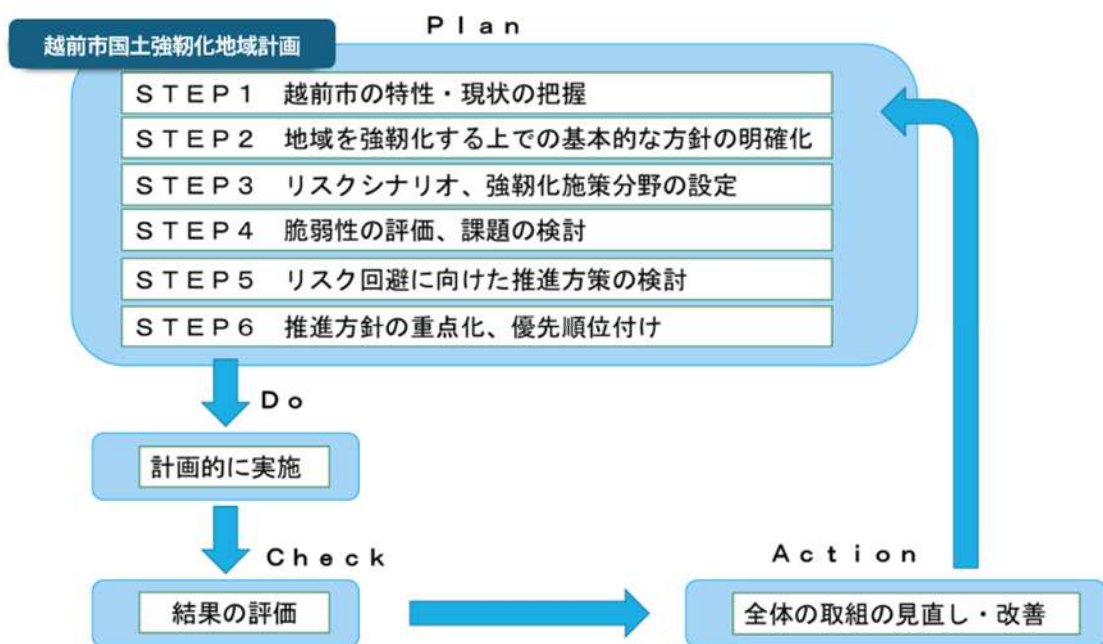 Plan
越前市国土強靭化地域計画
STEP1 越前市の特性・現状の把握
STEP2 地域を強靭化する上での基本的な方針の明確化
STEP3 リスクシナリオ、強靭化施策分野の設定
STEP4 脆弱性の評価、課題の検討
STEP5 リスク回避に向けた推進方策の検討
STEP6 推進方針の重点化、優先順位付け
Do
計画的に実施
Check
結果の評価
Action
全体の取組の見直し・改善